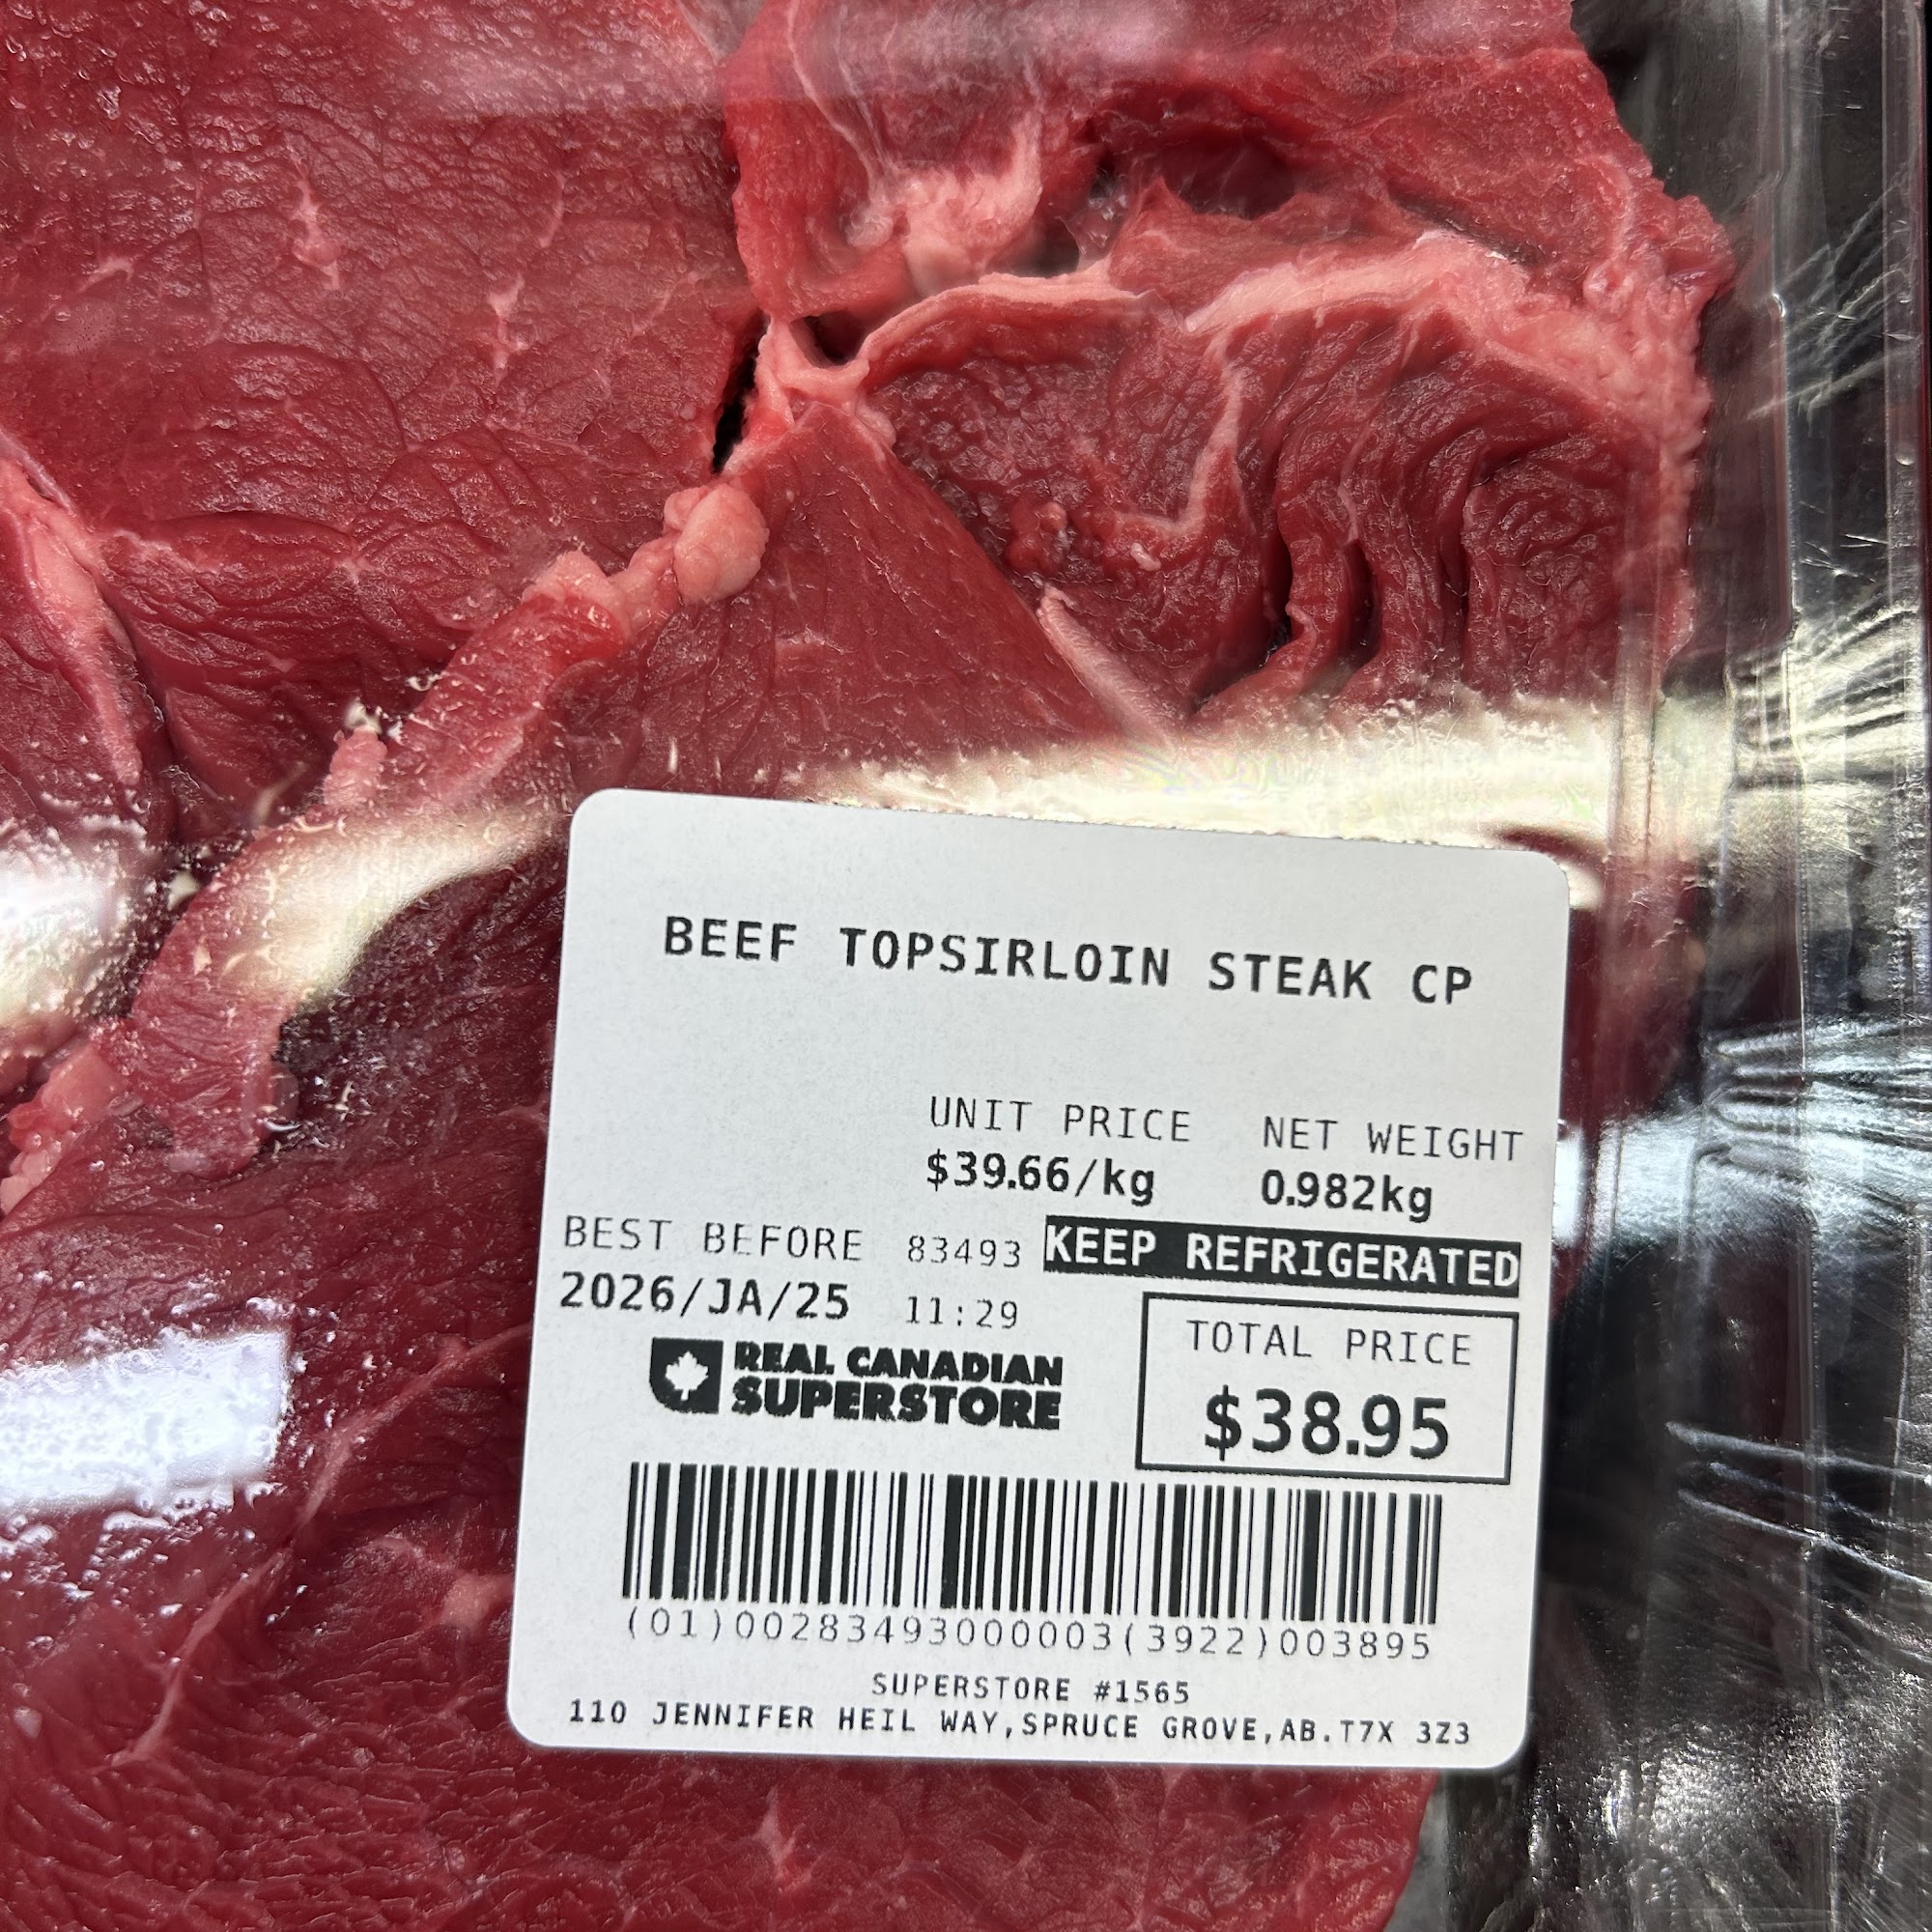 BEEF TOPSIRLOIN STEAK CP
UNIT PRICE NET WEIGHT
$39.66/kg 0.982kg
BEST BEFORE 83493 KEEP REFRIGERATED
2026/JA/25 11:29
TOTAL PRICE
$38.95
REAL CANADIAN
SUPERSTORE
(01)00283493000003(3922)003895
SUPERSTORE #1565
110 JENNIFER HEIL WAY,SPRUCE GROVE,AB.T7X 3Z3